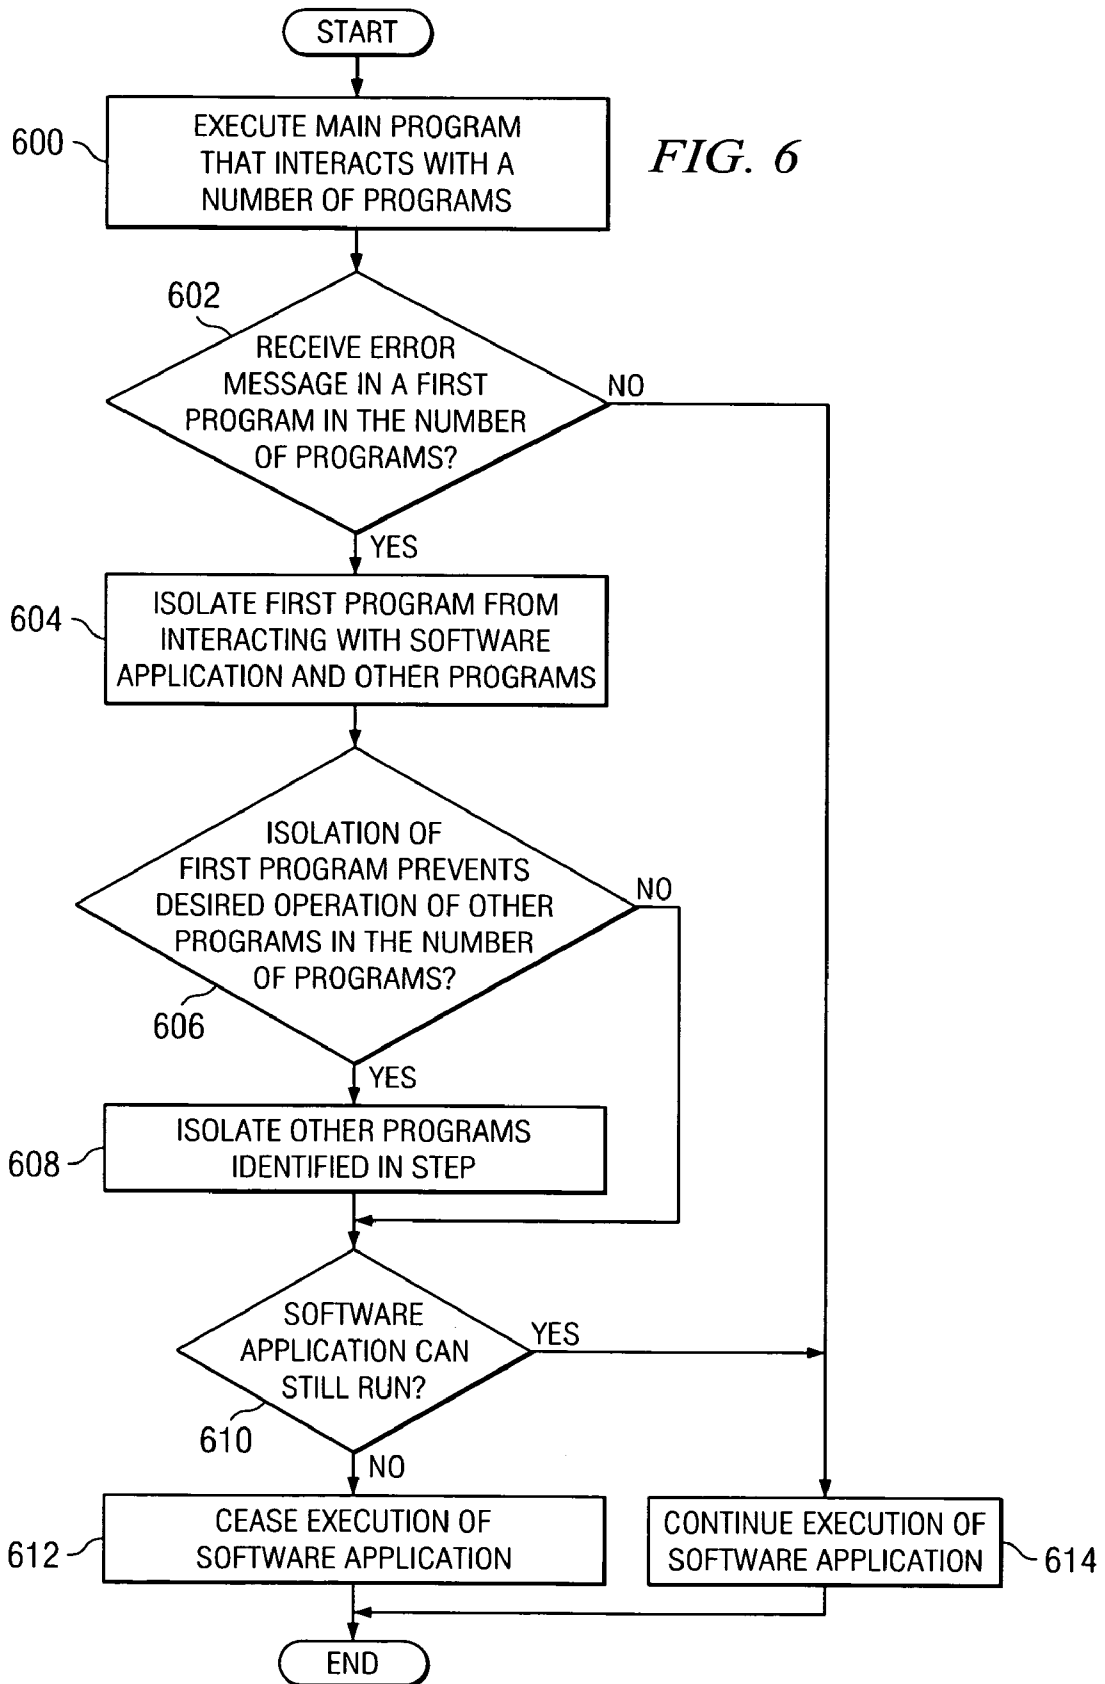 START
600
EXECUTE MAIN PROGRAM
THAT INTERACTS WITH A
NUMBER OF PROGRAMS
FIG. 6
602
RECEIVE ERROR
MESSAGE IN A FIRST
PROGRAM IN THE NUMBER
OF PROGRAMS?
NO
YES
604
ISOLATE FIRST PROGRAM FROM
INTERACTING WITH SOFTWARE
APPLICATION AND OTHER PROGRAMS
ISOLATION OF
FIRST PROGRAM PREVENTS
DESIRED OPERATION OF OTHER
PROGRAMS IN THE NUMBER
OF PROGRAMS?
NO
606
YES
608
ISOLATE OTHER PROGRAMS
IDENTIFIED IN STEP
SOFTWARE
APPLICATION CAN
STILL RUN?
YES
610
NO
612
CEASE EXECUTION OF
SOFTWARE APPLICATION
CONTINUE EXECUTION OF
SOFTWARE APPLICATION
614
END